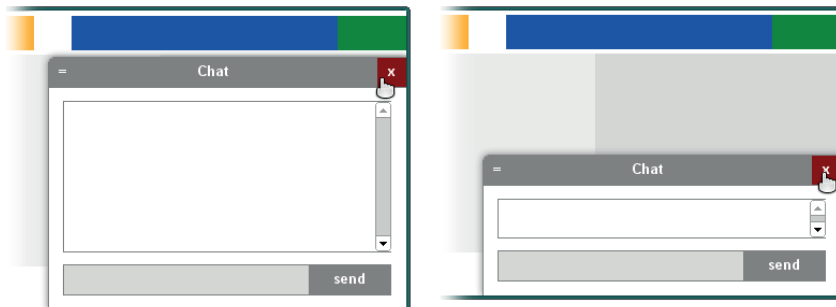 = Chat x
send
= Chat x
send